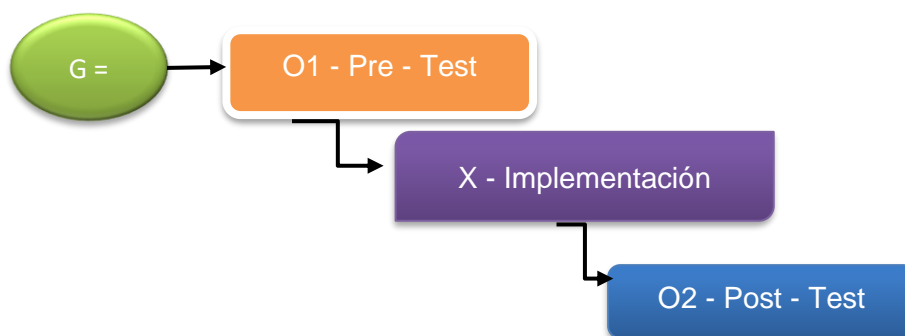 G =
O1 - Pre - Test
X - Implementación
O2 - Post - Test